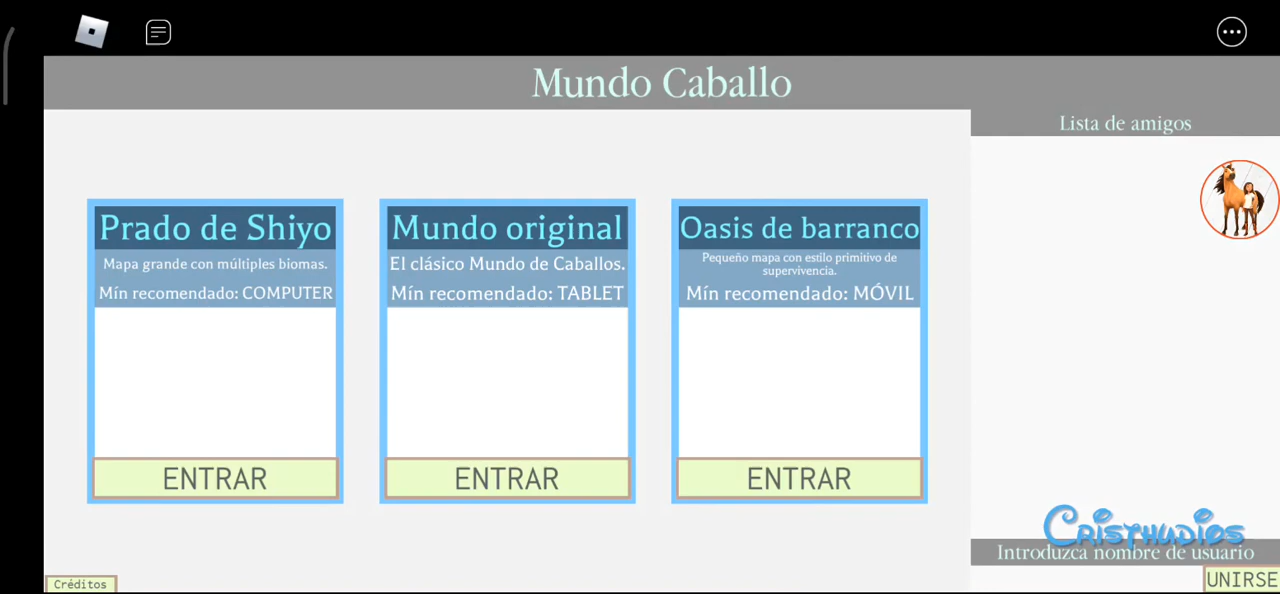 Mundo Caballo
Lista de amigos
Prado de Shiyo
Mapa grande con múltiples biomas.
Mín recomendado: COMPUTER
ENTRAR
Mundo original
El clásico Mundo de Caballos.
Mín recomendado: TABLET
ENTRAR
Oasis de barranco
Pequeño mapa con estilo primitivo de
supervivencia.
Mín recomendado: MÓVIL
ENTRAR
CRISTHUDIOS
Introduzca nombre de usuario
UNIRSE
Créditos